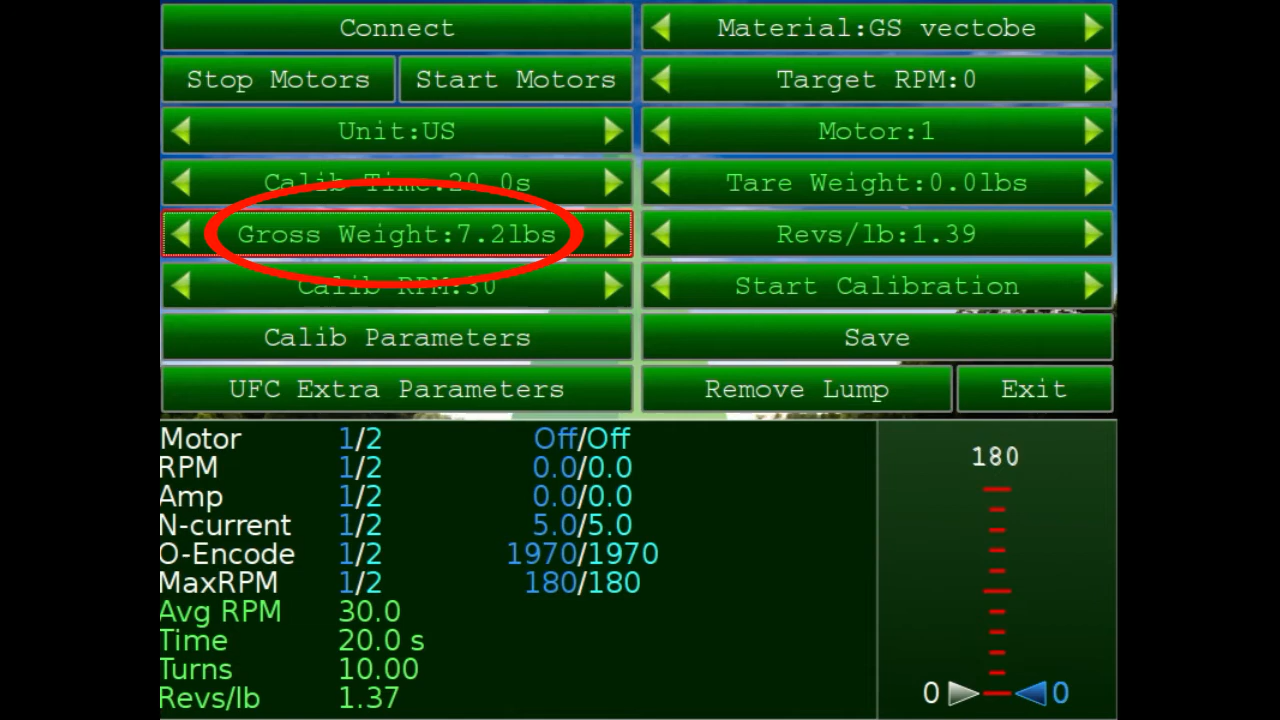 Connect
Material:GS vectobe
Stop Motors
Start Motors
Target RPM:0
Unit:US
Motor:1
Calib Time:20.0s
Tare Weight:0.0lbs
Gross Weight:7.2lbs
Revs/lb:1.39
Calib RPM:30
Start Calibration
Calib Parameters
Save
UFC Extra Parameters
Remove Lump
Exit
Motor 1/2 Off/Off
RPM 1/2 0.0/0.0
Amp 1/2 0.0/0.0
N-current 1/2 5.0/5.0
O-Encode 1/2 1970/1970
MaxRPM 1/2 180/180
Avg RPM 30.0
Time 20.0 s
Turns 10.00
Revs/lb 1.37
180
0 0